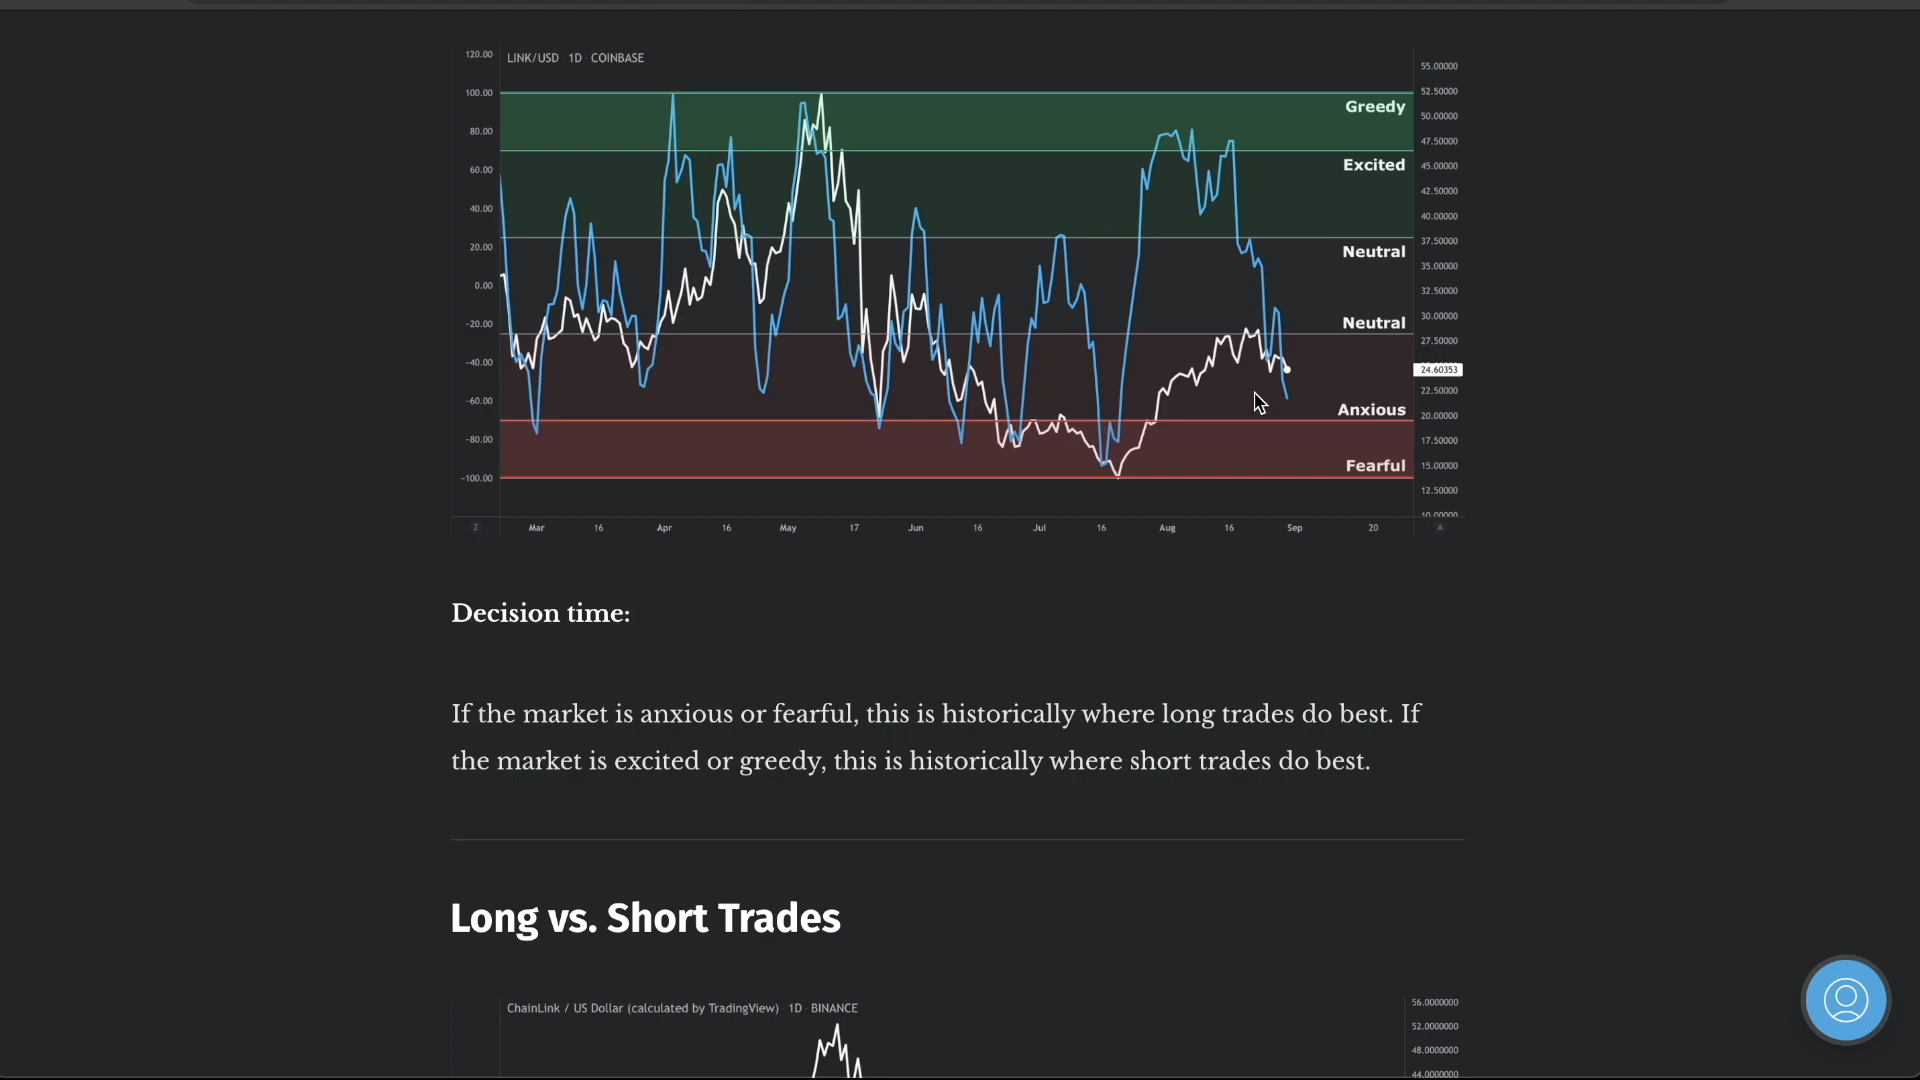 LINK/USD · 1D · COINBASE
120.00
100.00
80.00
60.00
40.00
20.00
0.00
-20.00
-40.00
-60.00
-80.00
-100.00
Greedy
Excited
Neutral
Neutral
Anxious
Fearful
55.00000
52.50000
50.00000
47.50000
45.00000
42.50000
40.00000
37.50000
35.00000
32.50000
30.00000
27.50000
24.60353
22.50000
20.00000
17.50000
15.00000
12.50000
10.00000
Z Mar 16 Apr 16 May 17 Jun 16 Jul 16 Aug 16 Sep 20 A
Decision time:
If the market is anxious or fearful, this is historically where long trades do best. If
the market is excited or greedy, this is historically where short trades do best.
Long vs. Short Trades
ChainLink / US Dollar (calculated by TradingView) · 1D · BINANCE
56.0000000
52.0000000
48.0000000
44.0000000